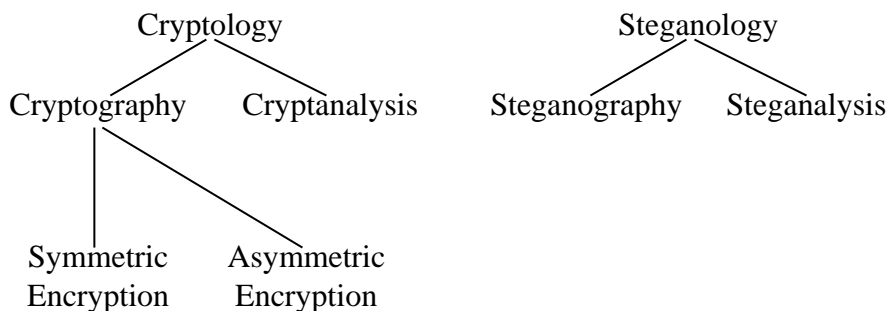 Cryptology
Steganology
Cryptography
Cryptanalysis
Steganography
Steganalysis
Symmetric
Encryption
Asymmetric
Encryption